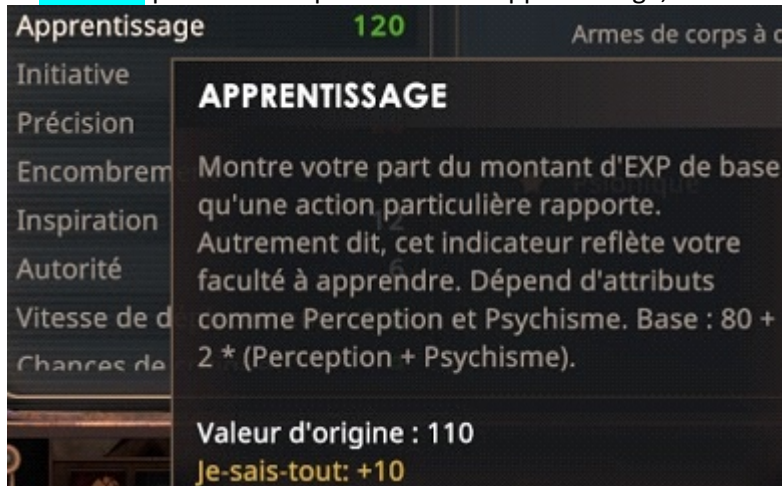 Apprentissage 120
Armes de corps à c
Initiative
Précision
Encombrem
Inspiration
Autorité
Vitesse de d
Chances de
APPRENTISSAGE
Montre votre part du montant d'EXP de base
qu'une action particulière rapporte.
Autrement dit, cet indicateur reflète votre
faculté à apprendre. Dépend d'attributs
comme Perception et Psychisme. Base : 80 +
2 * (Perception + Psychisme).
Valeur d'origine : 110
Je-sais-tout: +10